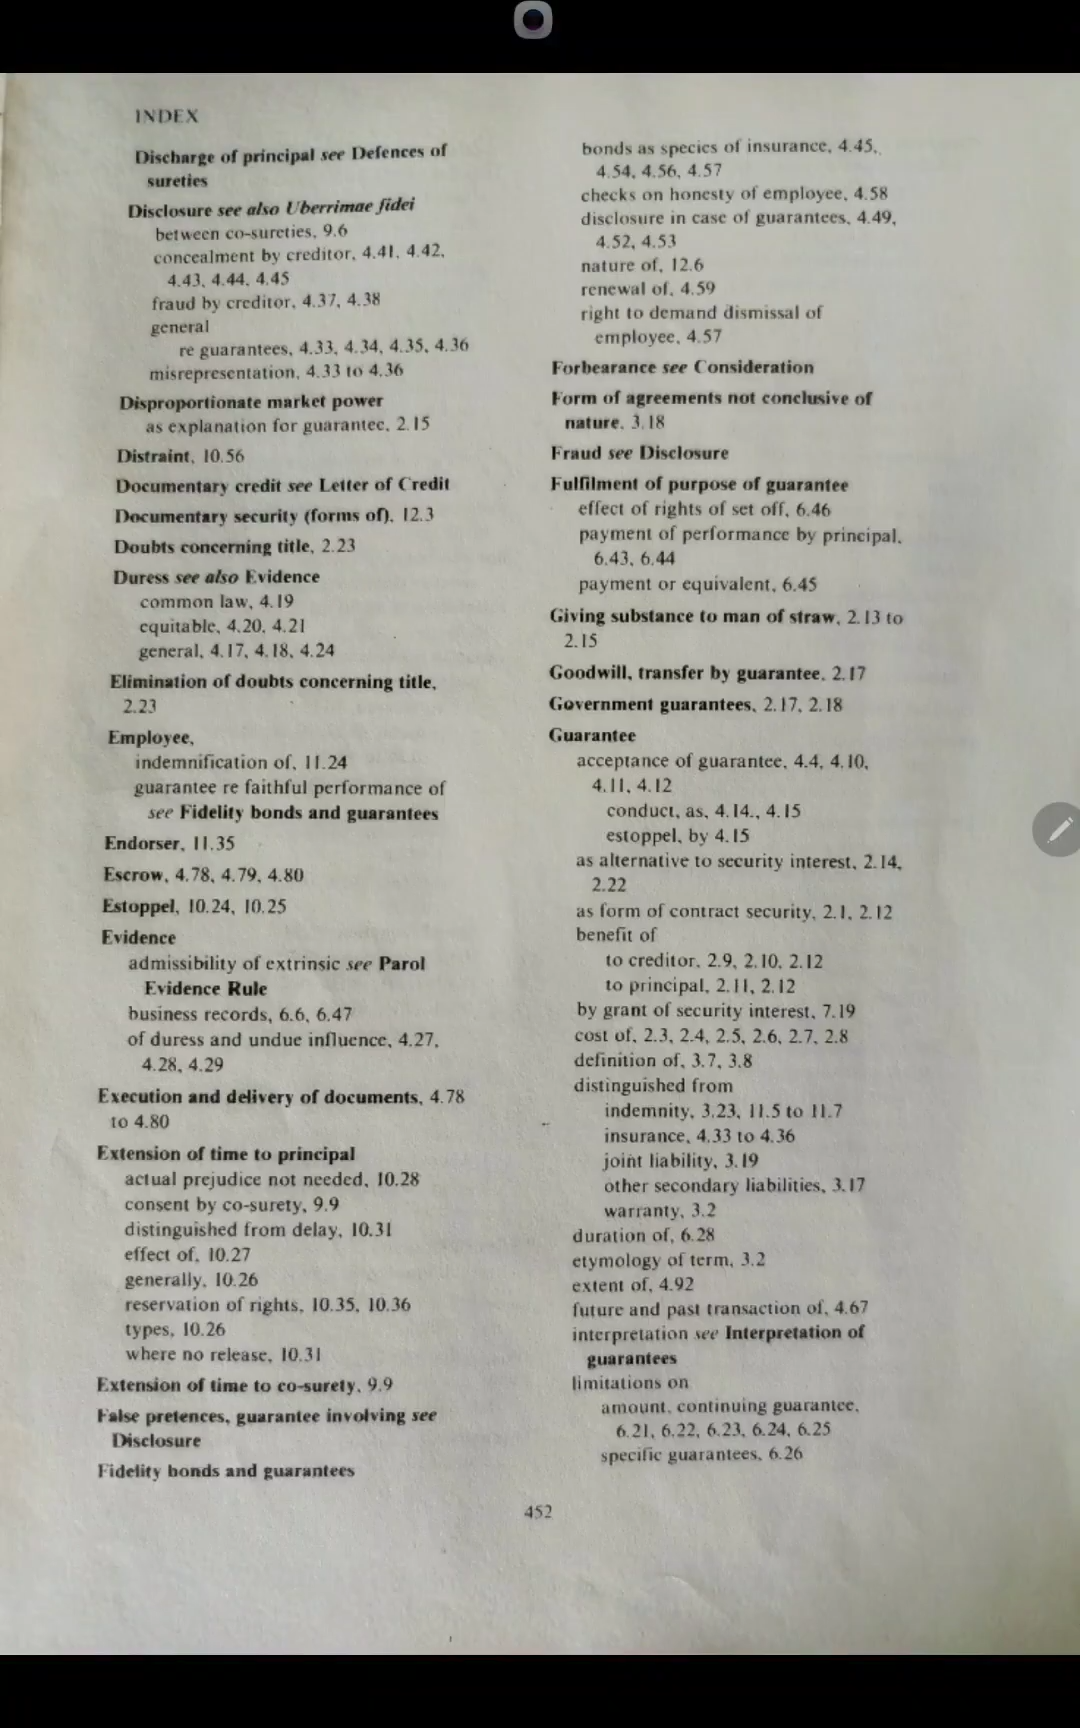 INDEX
Discharge of principal see Defences of
sureties
Disclosure see also Uberrimae fidei
between co-sureties, 9.6
concealment by creditor, 4.41, 4.42,
4.43, 4.44, 4.45
fraud by creditor, 4.37, 4.38
general
re guarantees, 4.33, 4.34, 4.35, 4.36
misrepresentation, 4.33 to 4.36
Disproportionate market power
as explanation for guarantee, 2.15
Distraint, 10.56
Documentary credit see Letter of Credit
Documentary security (forms of), 12.3
Doubts concerning title, 2.23
Duress see also Evidence
common law, 4.19
equitable, 4.20, 4.21
general, 4.17, 4.18, 4.24
Elimination of doubts concerning title,
2.23
Employee,
indemnification of, 11.24
guarantee re faithful performance of
see Fidelity bonds and guarantees
Endorser, 11.35
Escrow, 4.78, 4.79, 4.80
Estoppel, 10.24, 10.25
Evidence
admissibility of extrinsic see Parol
Evidence Rule
business records, 6.6, 6.47
of duress and undue influence, 4.27,
4.28, 4.29
Execution and delivery of documents, 4.78
to 4.80
Extension of time to principal
actual prejudice not needed, 10.28
consent by co-surety, 9.9
distinguished from delay, 10.31
effect of, 10.27
generally, 10.26
reservation of rights, 10.35, 10.36
types, 10.26
where no release, 10.31
Extension of time to co-surety, 9.9
False pretences, guarantee involving see
Disclosure
Fidelity bonds and guarantees
bonds as species of insurance, 4.45,
4.54, 4.56, 4.57
checks on honesty of employee, 4.58
disclosure in case of guarantees, 4.49,
4.52, 4.53
nature of, 12.6
renewal of, 4.59
right to demand dismissal of
employee, 4.57
Forbearance see Consideration
Form of agreements not conclusive of
nature, 3.18
Fraud see Disclosure
Fulfilment of purpose of guarantee
effect of rights of set off, 6.46
payment of performance by principal,
6.43, 6.44
payment or equivalent, 6.45
Giving substance to man of straw, 2.13 to
2.15
Goodwill, transfer by guarantee, 2.17
Government guarantees, 2.17, 2.18
Guarantee
acceptance of guarantee, 4.4, 4.10,
4.11, 4.12
conduct, as, 4.14., 4.15
estoppel, by 4.15
as alternative to security interest, 2.14,
2.22
as form of contract security, 2.1, 2.12
benefit of
to creditor, 2.9, 2.10, 2.12
to principal, 2.11, 2.12
by grant of security interest, 7.19
cost of, 2.3, 2.4, 2.5, 2.6, 2.7, 2.8
definition of, 3.7, 3.8
distinguished from
indemnity, 3.23, 11.5 to 11.7
insurance, 4.33 to 4.36
joint liability, 3.19
other secondary liabilities, 3.17
warranty, 3.2
duration of, 6.28
etymology of term, 3.2
extent of, 4.92
future and past transaction of, 4.67
interpretation see Interpretation of
guarantees
limitations on
amount, continuing guarantee,
6.21, 6.22, 6.23, 6.24, 6.25
specific guarantees, 6.26
452